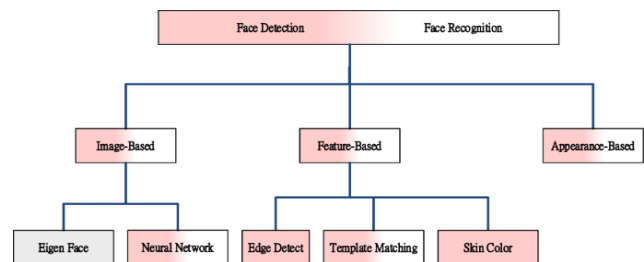 Face Detection Face Recognition
Image-Based Feature-Based Appearance-Based
Eigen Face Neural Network Edge Detect Template Matching Skin Color